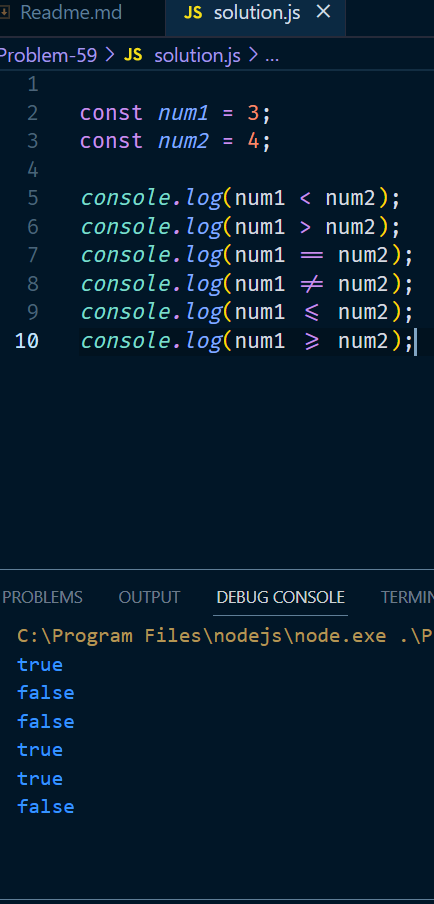 Readme.md JS solution.js ×
Problem-59 > JS solution.js > ...
1
2 const num1 = 3;
3 const num2 = 4;
4
5 console.log(num1 < num2);
6 console.log(num1 > num2);
7 console.log(num1 == num2);
8 console.log(num1 ≠ num2);
9 console.log(num1 ⩽ num2);
10 console.log(num1 ⩾ num2);
PROBLEMS OUTPUT DEBUG CONSOLE TERMIN
C:\Program Files\nodejs\node.exe .\P
true
false
false
true
true
false